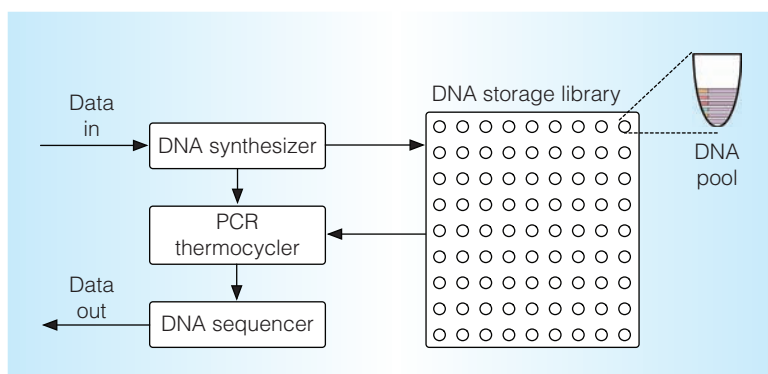 Data
in
DNA synthesizer
DNA storage library
DNA
pool
PCR
thermocycler
Data
out
DNA sequencer